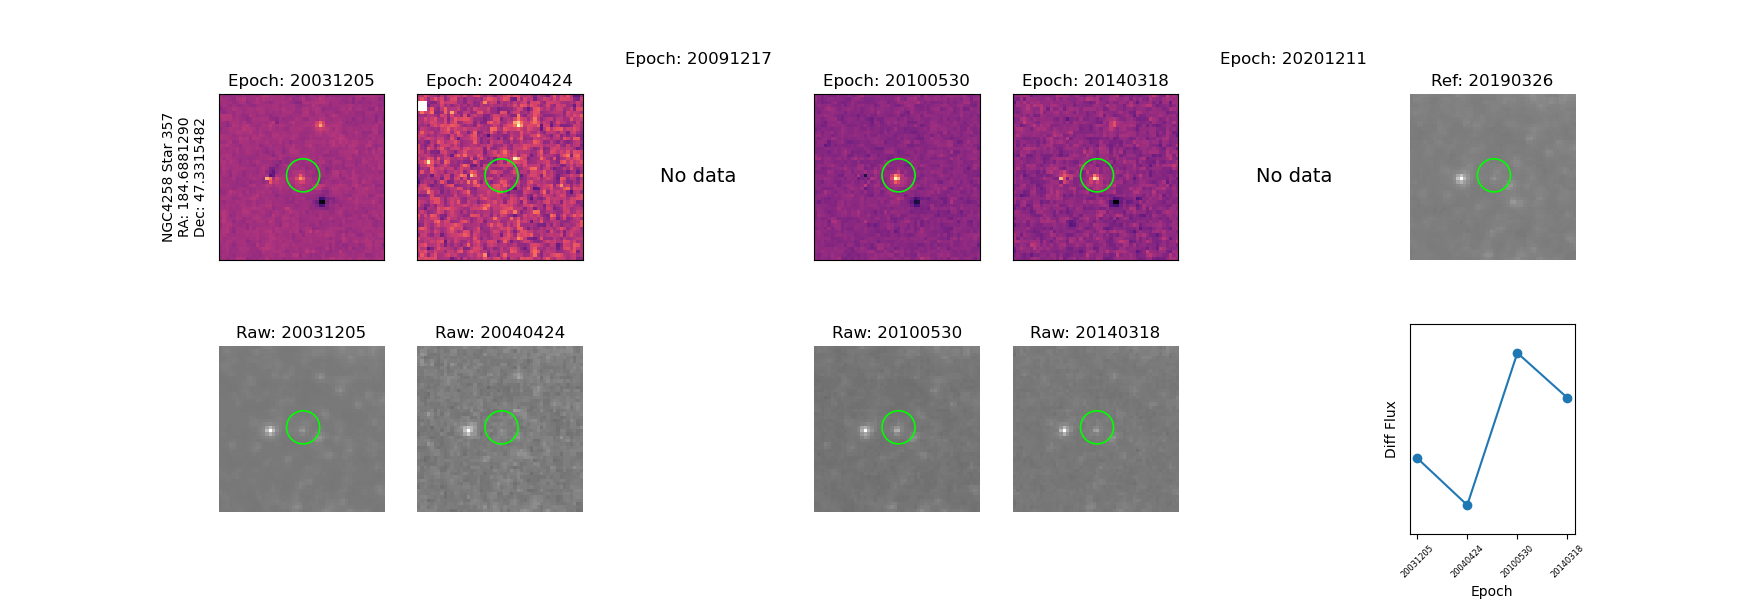 Epoch: 20091217
Epoch: 20201211
Epoch: 20031205
Epoch: 20040424
Epoch: 20100530
Epoch: 20140318
Ref: 20190326
NGC4258 Star 357
RA: 184.6881290
Dec: 47.3315482
No data
No data
Raw: 20031205
Raw: 20040424
Raw: 20100530
Raw: 20140318
Diff Flux
20031205
20040424
20100530
20140318
Epoch